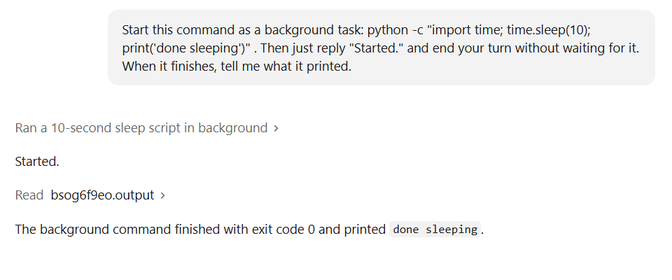 Start this command as a background task: python -c "import time; time.sleep(10);
print('done sleeping')" . Then just reply "Started." and end your turn without waiting for it.
When it finishes, tell me what it printed.
Ran a 10-second sleep script in background
Started.
Read bsog6f9eo.output
The background command finished with exit code 0 and printed done sleeping.